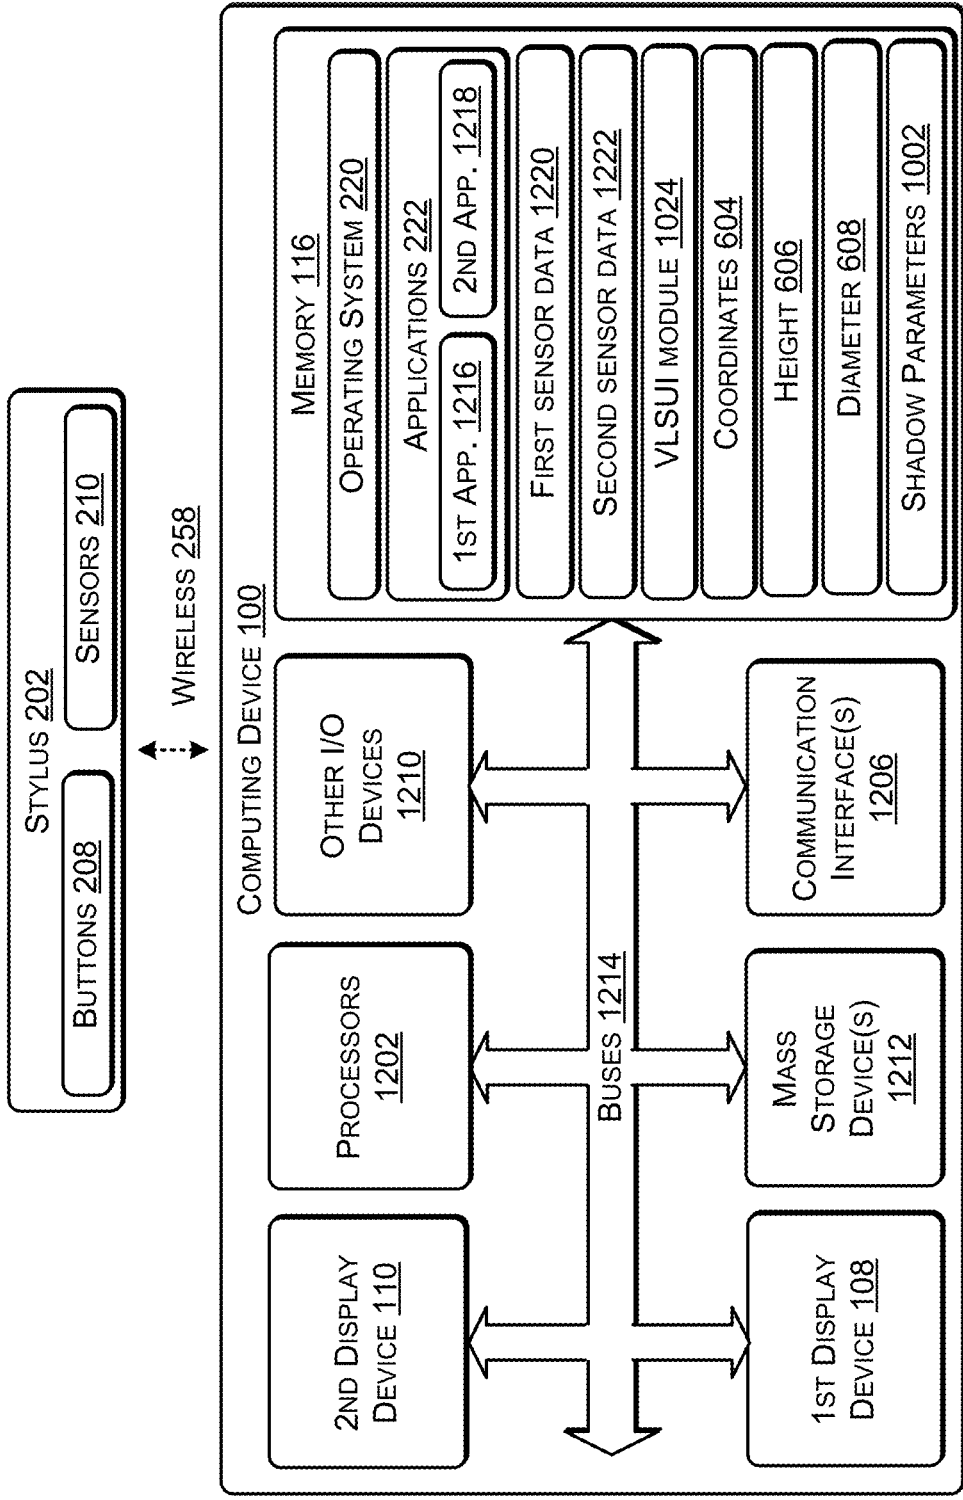 STYLUS 202
BUTTONS 208
SENSORS 210
WIRELESS 258
COMPUTING DEVICE 100
2ND DISPLAY
DEVICE 110
PROCESSORS
1202
OTHER I/O
DEVICES
1210
BUSES 1214
1ST DISPLAY
DEVICE 108
MASS
STORAGE
DEVICE(S)
1212
COMMUNICATION
INTERFACE(S)
1206
MEMORY 116
OPERATING SYSTEM 220
APPLICATIONS 222
1ST APP. 1216
2ND APP. 1218
FIRST SENSOR DATA 1220
SECOND SENSOR DATA 1222
VLSUI MODULE 1024
COORDINATES 604
HEIGHT 606
DIAMETER 608
SHADOW PARAMETERS 1002